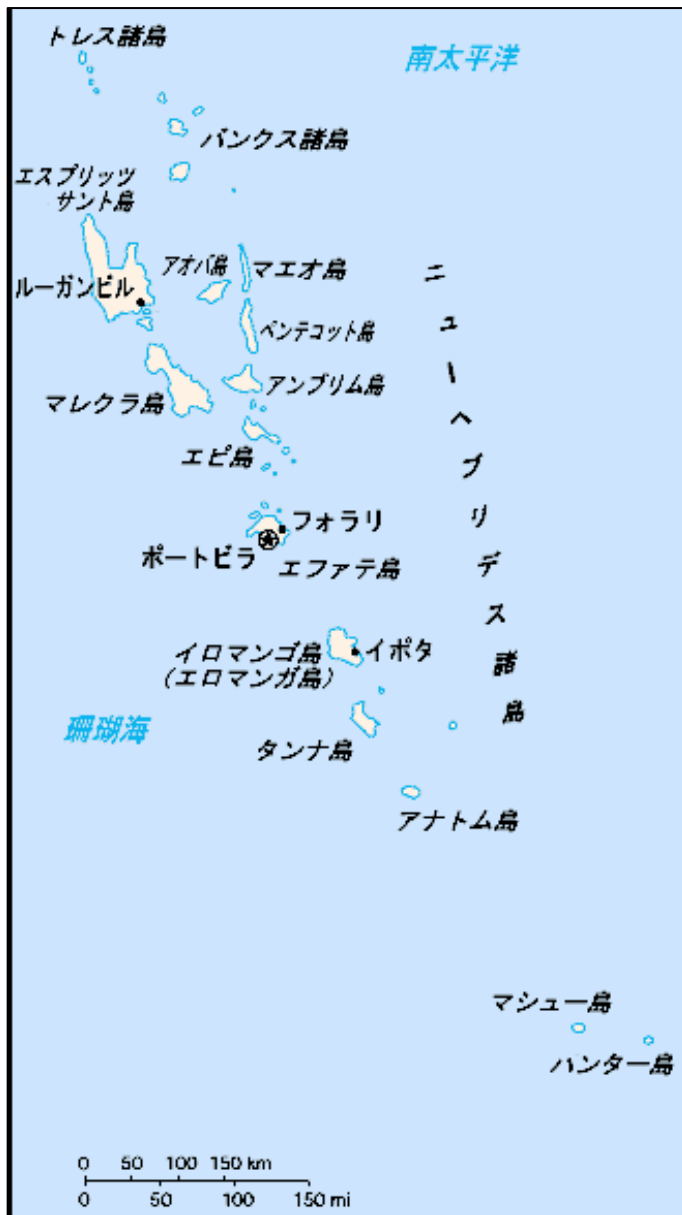 トレス諸島
南太平洋
バンクス諸島
エスプリッツ
サント島
アオバ島
マエオ島
ルーガンビル
ペンテコット島
アンブリム島
マレクラ島
エピ島
ニューヘブリデス諸島
フォラリ
ポートビラ
エファテ島
イロマンゴ島
(エロマンガ島)
イポタ
珊瑚海
タンナ島
アナトム島
マシュー島
ハンター島
0 50 100 150 km
0 50 100 150 mi